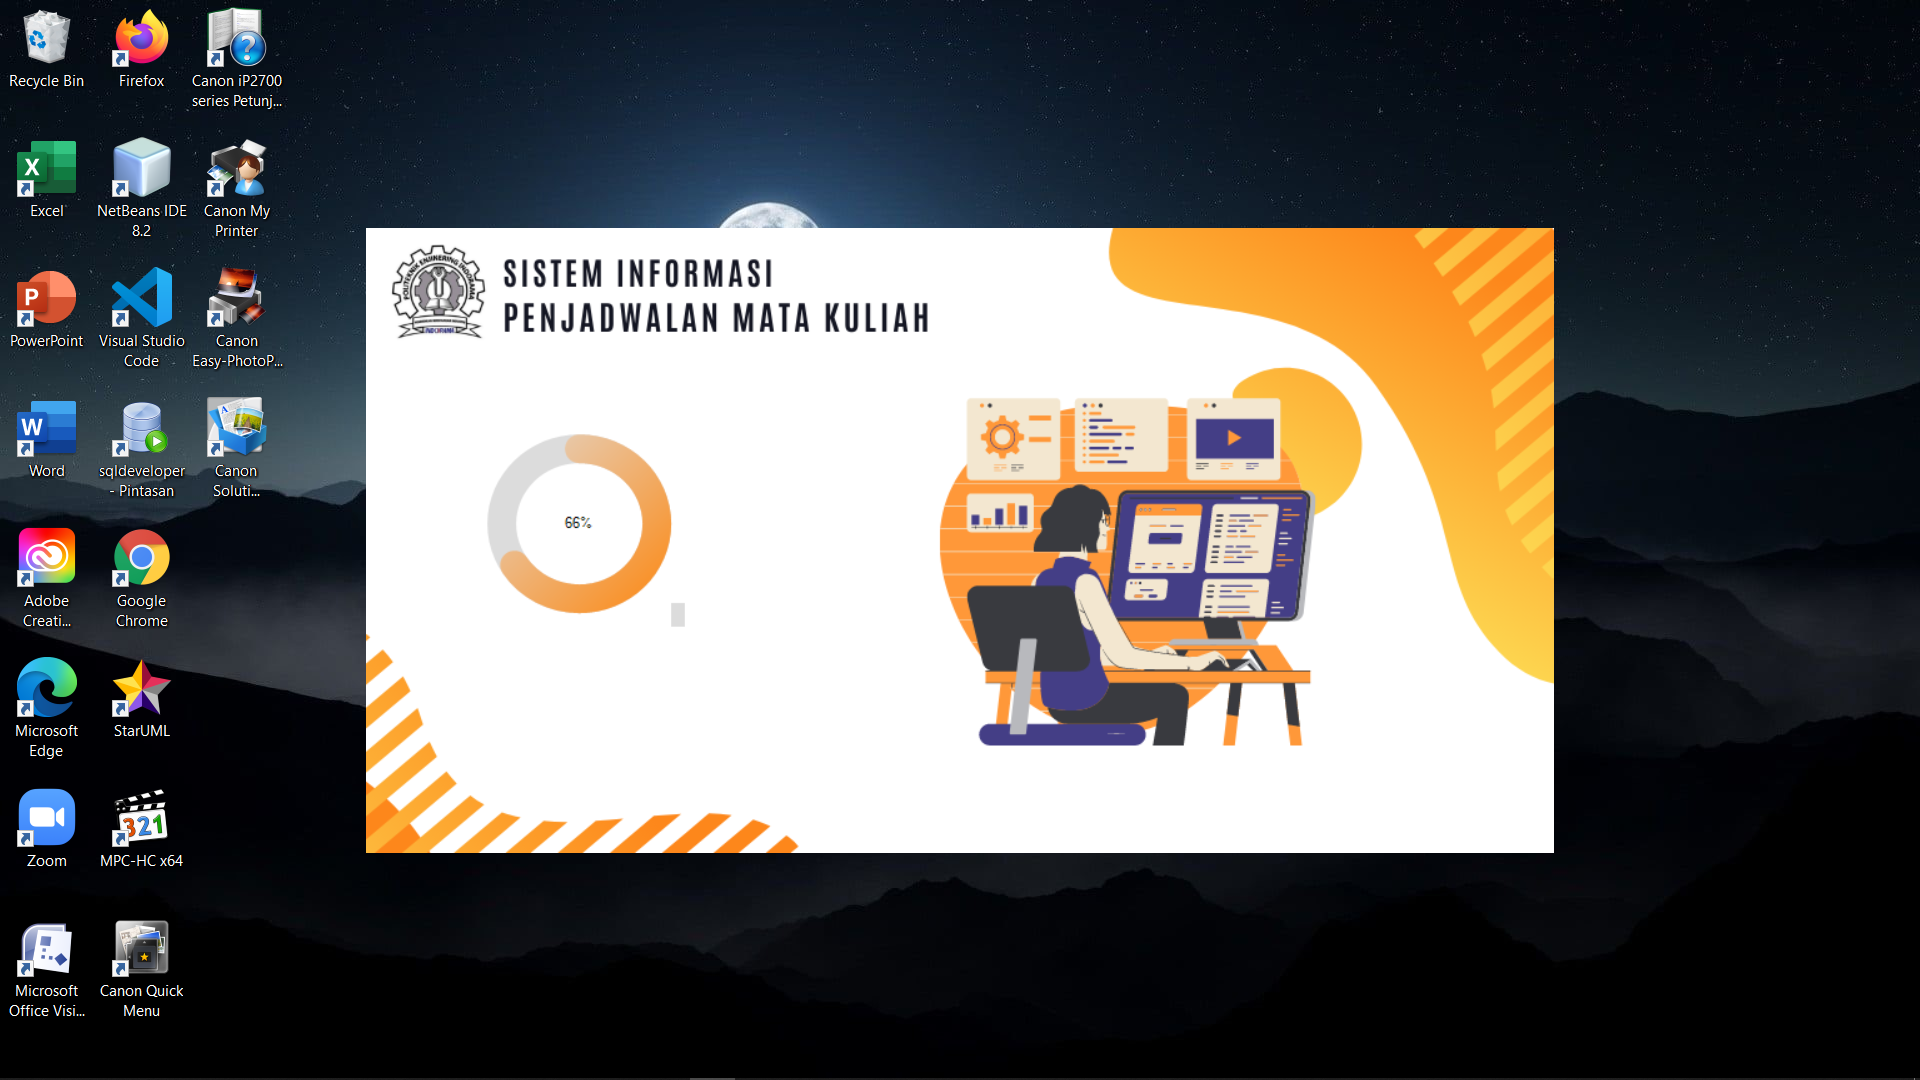 Recycle Bin
Firefox
Canon iP2700
series Petunj...
Excel
NetBeans IDE
8.2
Canon My
Printer
PowerPoint
Visual Studio
Code
Canon
Easy-PhotoP...
Word
sqldeveloper
- Pintasan
Canon
Soluti...
Adobe
Creati...
Google
Chrome
Microsoft
Edge
StarUML
Zoom
MPC-HC x64
321
Microsoft
Office Visi...
Canon Quick
Menu
SISTEM INFORMASI
PENJADWALAN MATA KULIAH
66%